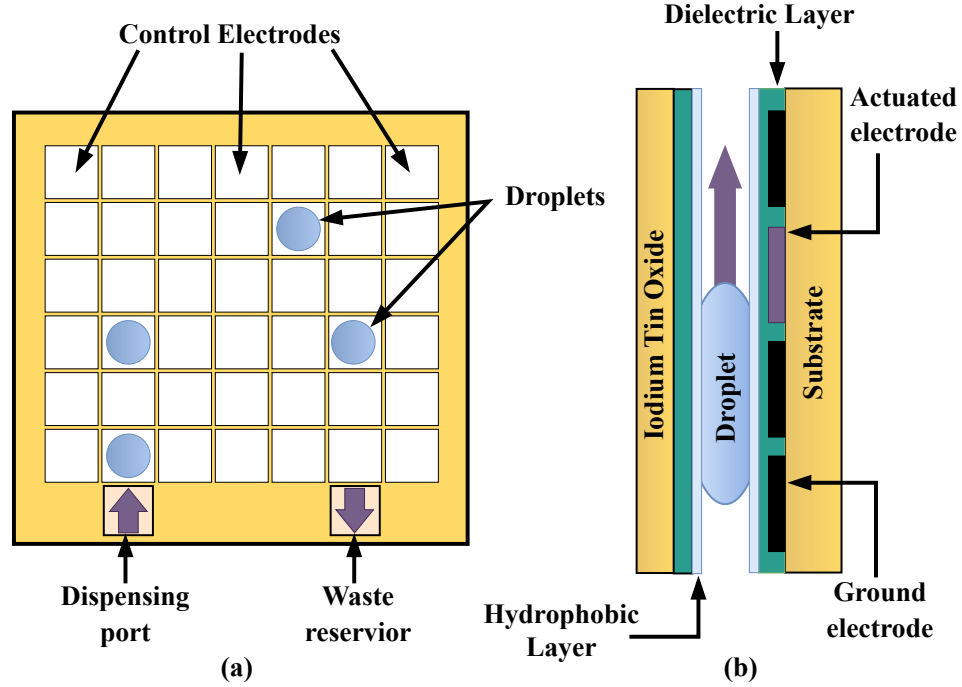 Control Electrodes
Droplets
Dispensing
port
Waste
reservior
(a)
Dielectric Layer
Actuated
electrode
Iodium Tin Oxide
Droplet
Substrate
Hydrophobic
Layer
Ground
electrode
(b)